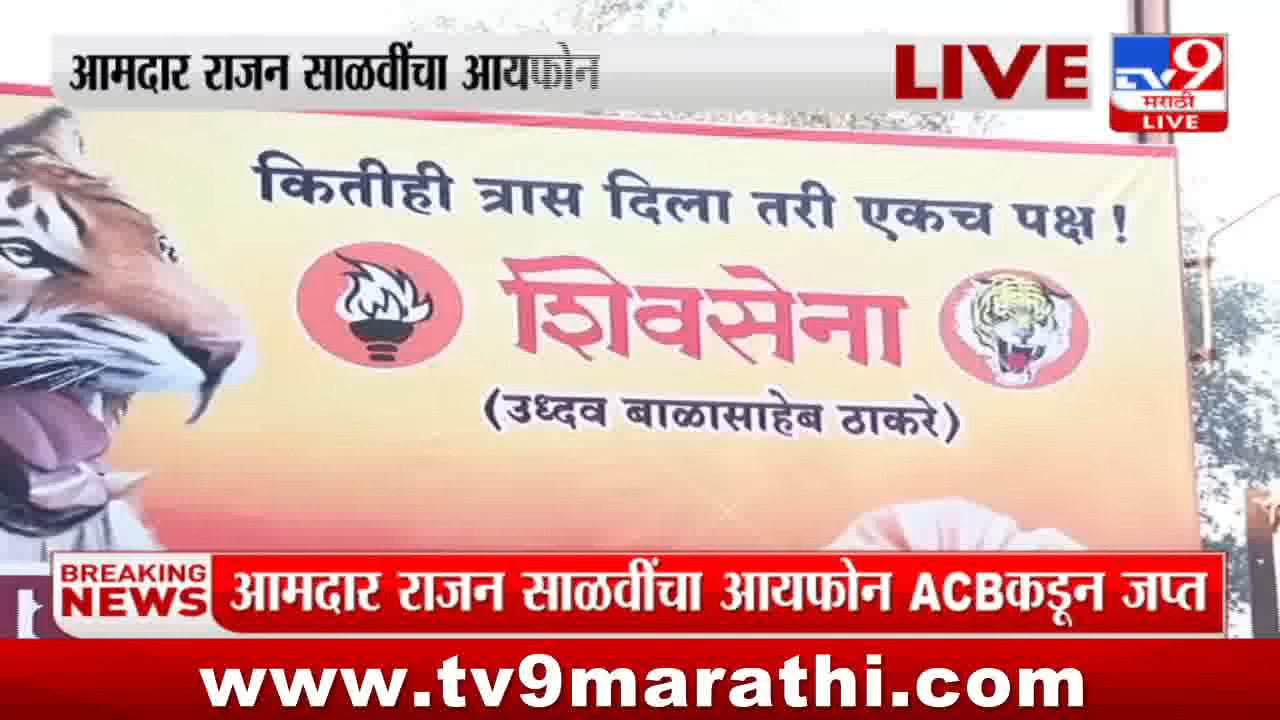 आमदार राजन साळवींचा आयफोन
LIVE
TV9
मराठी
LIVE
कितीही त्रास दिला तरी एकच पक्ष !
शिवसेना
(उध्दव बाळासाहेब ठाकरे)
BREAKING
NEWS
आमदार राजन साळवींचा आयफोन ACBकडून जप्त
www.tv9marathi.com